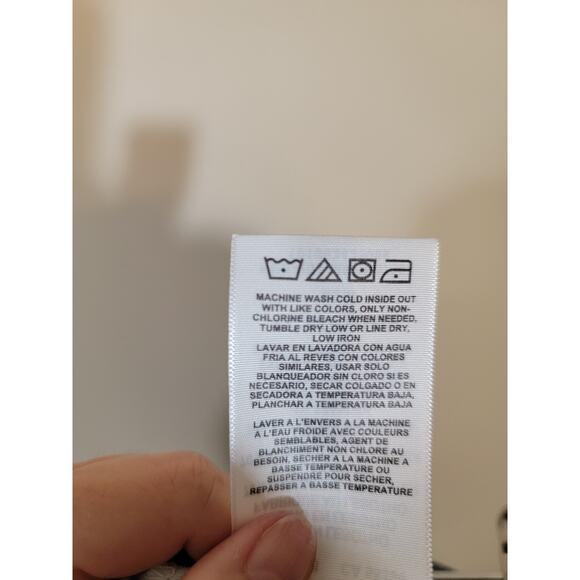 MACHINE WASH COLD INSIDE OUT
WITH LIKE COLORS, ONLY NON-
CHLORINE BLEACH WHEN NEEDED,
TUMBLE DRY LOW OR LINE DRY,
LOW IRON
LAVAR EN LAVADORA CON AGUA
FRIA AL REVES CON COLORES
SIMILARES, USAR SOLO
BLANQUEADOR SIN CLORO SI ES
NECESARIO, SECAR COLGADO O EN
SECADORA A TEMPERATURA BAJA,
PLANCHAR A TEMPERATURA BAJA
LAVER A L'ENVERS A LA MACHINE
A L'EAU FROIDE AVEC COULEURS
SEMBLABLES, AGENT DE
BLANCHIMENT NON CHLORE AU
BESOIN, SECHER A LA MACHINE A
BASSE TEMPERATURE OU
SUSPENDRE POUR SECHER,
REPASSER A BASSE TEMPERATURE